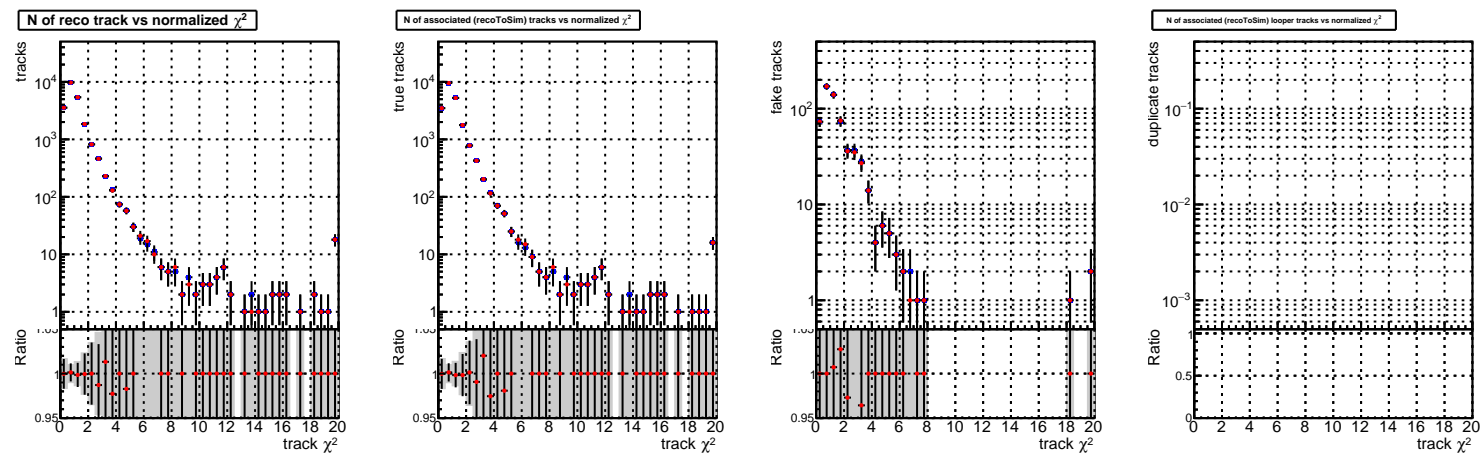 N of reco track vs normalized χ²
tracks
10⁴
10³
10²
10
1
Ratio
1.05
1
0.95
0 2 4 6 8 10 12 14 16 18 20
track χ²
N of associated (recoToSim) tracks vs normalized χ²
true tracks
10⁴
10³
10²
10
1
Ratio
1.05
1
0.95
0 2 4 6 8 10 12 14 16 18 20
track χ²
fake tracks
10²
10
1
Ratio
1.05
1
0.95
0 2 4 6 8 10 12 14 16 18 20
track χ²
N of associated (recoToSim) looper tracks vs normalized χ²
duplicate tracks
10⁻¹
10⁻²
10⁻³
Ratio
1
0.5
0
0 2 4 6 8 10 12 14 16 18 20
track χ²